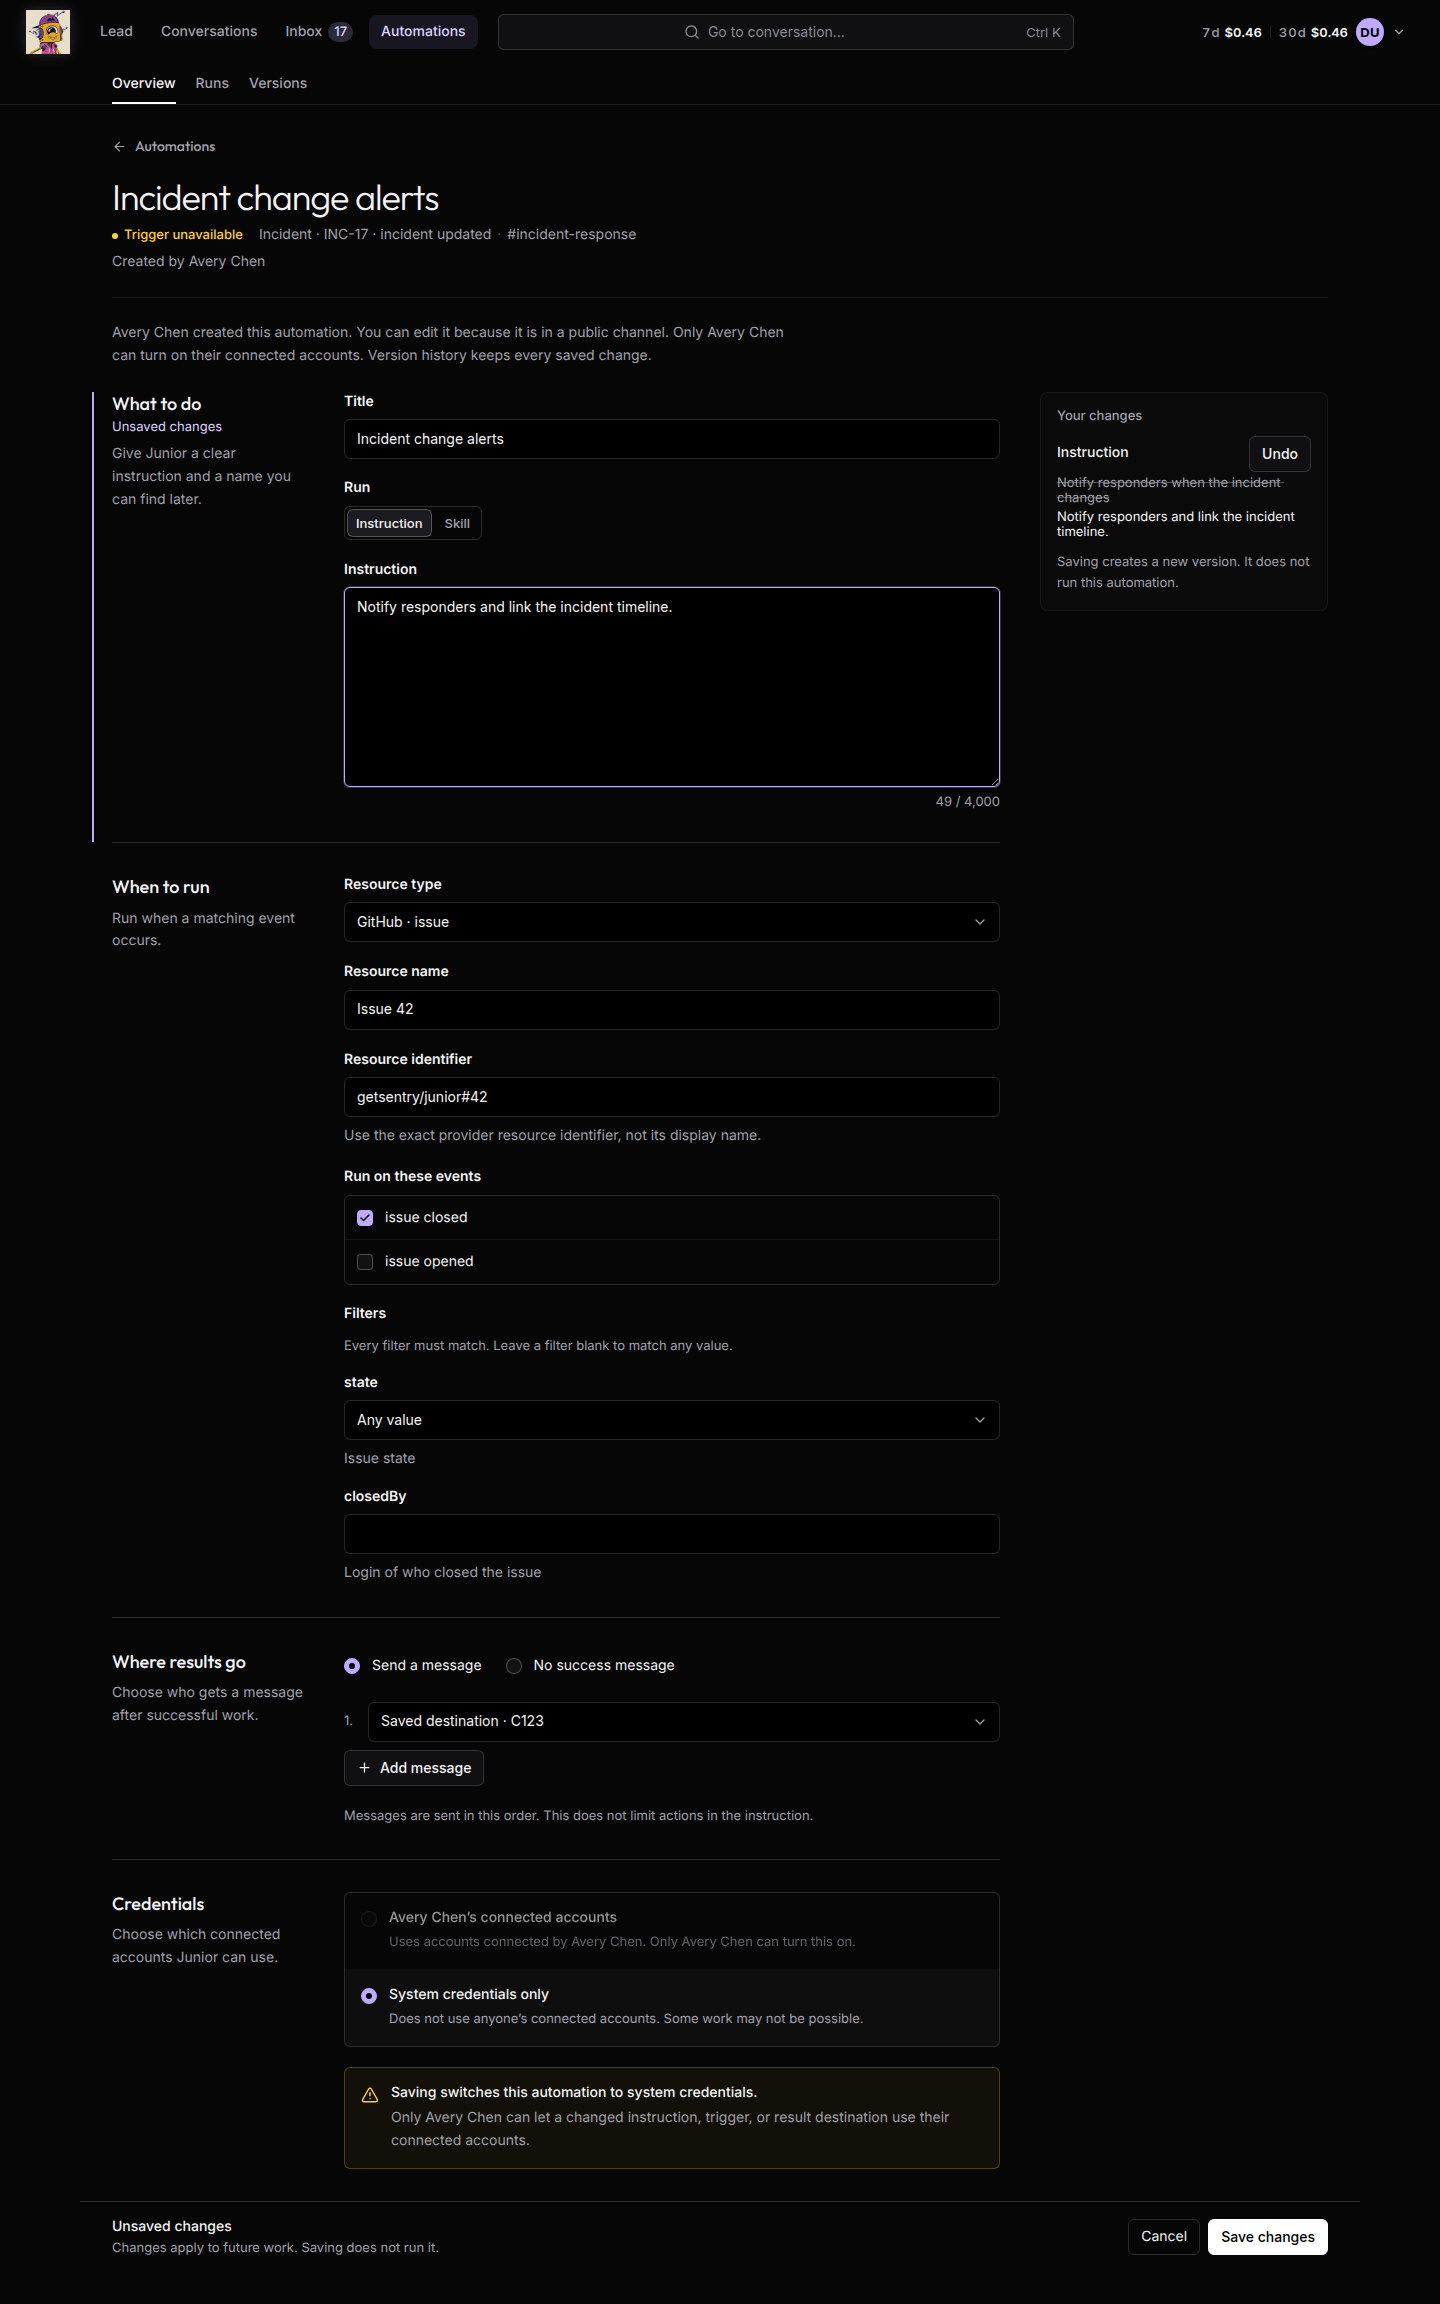 Lead
Conversations
Inbox 17
Automations
Go to conversation...
Ctrl K
7d $0.46
30d $0.46
DU
Overview
Runs
Versions
Automations
Incident change alerts
Trigger unavailable
Incident · INC-17 · incident updated · #incident-response
Created by Avery Chen
Avery Chen created this automation. You can edit it because it is in a public channel. Only Avery Chen
can turn on their connected accounts. Version history keeps every saved change.
What to do
Unsaved changes
Give Junior a clear
instruction and a name you
can find later.
Title
Incident change alerts
Run
Instruction
Skill
Instruction
Notify responders and link the incident timeline.
49 / 4,000
Your changes
Instruction
Undo
Notify responders when the incident
changes
Notify responders and link the incident
timeline.
Saving creates a new version. It does not
run this automation.
When to run
Run when a matching event
occurs.
Resource type
GitHub · issue
Resource name
Issue 42
Resource identifier
getsentry/junior#42
Use the exact provider resource identifier, not its display name.
Run on these events
issue closed
issue opened
Filters
Every filter must match. Leave a filter blank to match any value.
state
Any value
Issue state
closedBy
Login of who closed the issue
Where results go
Choose who gets a message
after successful work.
Send a message
No success message
1.
Saved destination · C123
Add message
Messages are sent in this order. This does not limit actions in the instruction.
Credentials
Choose which connected
accounts Junior can use.
Avery Chen’s connected accounts
Uses accounts connected by Avery Chen. Only Avery Chen can turn this on.
System credentials only
Does not use anyone’s connected accounts. Some work may not be possible.
Saving switches this automation to system credentials.
Only Avery Chen can let a changed instruction, trigger, or result destination use their
connected accounts.
Unsaved changes
Changes apply to future work. Saving does not run it.
Cancel
Save changes